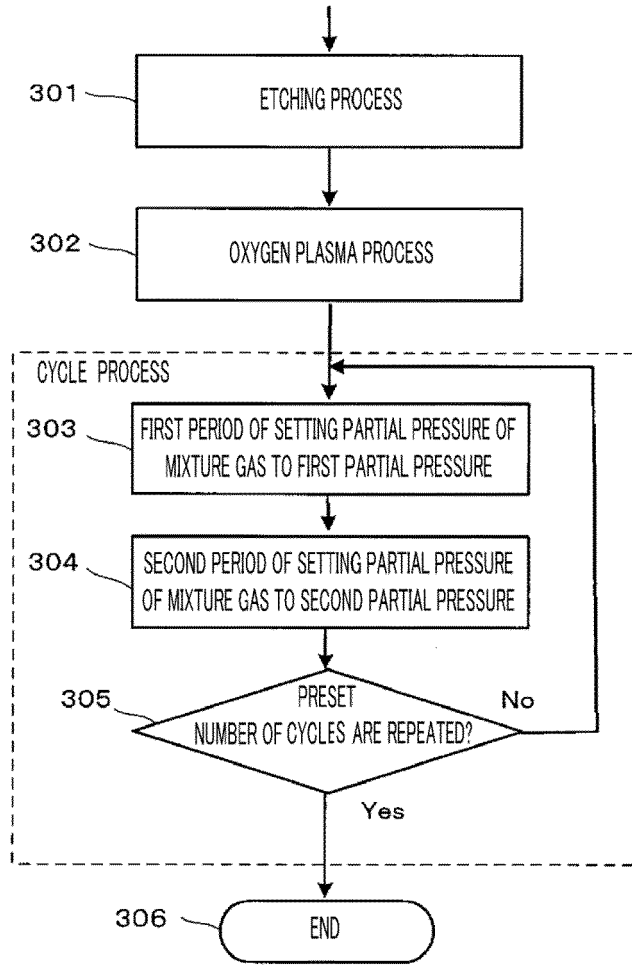 301
ETCHING PROCESS
302
OXYGEN PLASMA PROCESS
CYCLE PROCESS
303
FIRST PERIOD OF SETTING PARTIAL PRESSURE OF
MIXTURE GAS TO FIRST PARTIAL PRESSURE
304
SECOND PERIOD OF SETTING PARTIAL PRESSURE
OF MIXTURE GAS TO SECOND PARTIAL PRESSURE
305
PRESET
NUMBER OF CYCLES ARE REPEATED?
No
Yes
306
END